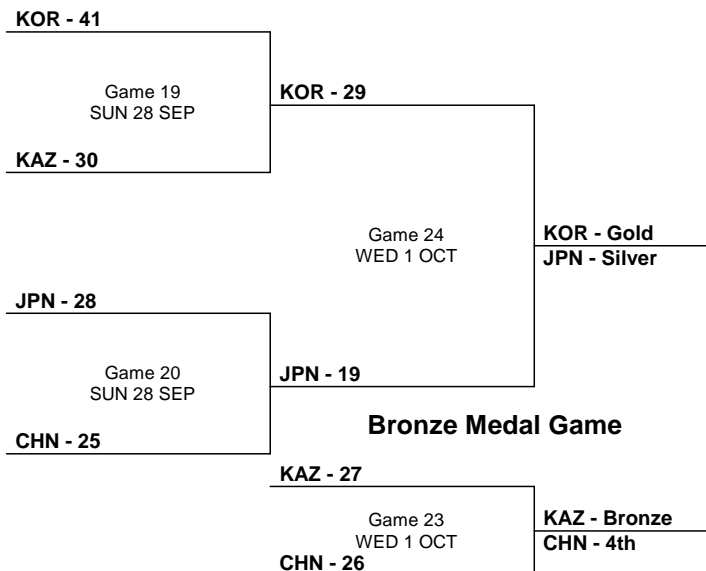 KOR - 41
Game 19
SUN 28 SEP
KAZ - 30
KOR - 29
Game 24
WED 1 OCT
KOR - Gold
JPN - Silver
JPN - 28
Game 20
SUN 28 SEP
CHN - 25
JPN - 19
Bronze Medal Game
KAZ - 27
Game 23
WED 1 OCT
CHN - 26
KAZ - Bronze
CHN - 4th